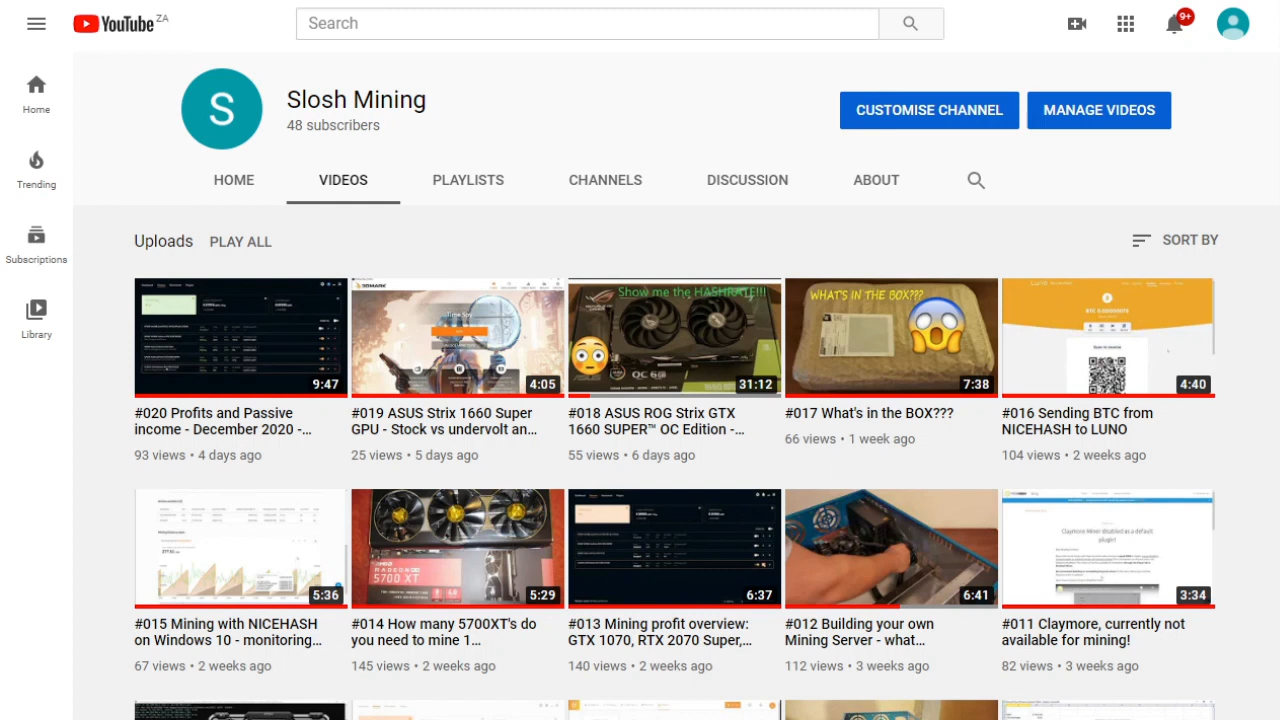 YouTube ZA
Search
9+
Home
Trending
Subscriptions
Library
S
Slosh Mining
48 subscribers
CUSTOMISE CHANNEL
MANAGE VIDEOS
HOME
VIDEOS
PLAYLISTS
CHANNELS
DISCUSSION
ABOUT
Uploads
PLAY ALL
SORT BY
9:47
#020 Profits and Passive
income - December 2020 -...
93 views • 4 days ago
3DMARK
Time Spy
4:05
#019 ASUS Strix 1660 Super
GPU - Stock vs undervolt an...
25 views • 5 days ago
Show me the HASHRATE!!!
31:12
#018 ASUS ROG Strix GTX
1660 SUPER™ OC Edition -...
55 views • 6 days ago
WHAT'S IN THE BOX???
7:38
#017 What's in the BOX???
66 views • 1 week ago
LUNO
4:40
#016 Sending BTC from
NICEHASH to LUNO
104 views • 2 weeks ago
5:36
#015 Mining with NICEHASH
on Windows 10 - monitoring...
67 views • 2 weeks ago
RADEON
5700 XT
5:29
#014 How many 5700XT's do
you need to mine 1...
145 views • 2 weeks ago
6:37
#013 Mining profit overview:
GTX 1070, RTX 2070 Super,...
140 views • 2 weeks ago
6:41
#012 Building your own
Mining Server - what...
112 views • 3 weeks ago
Claymore Miner disabled as a default
plugin!
3:34
#011 Claymore, currently not
available for mining!
82 views • 3 weeks ago